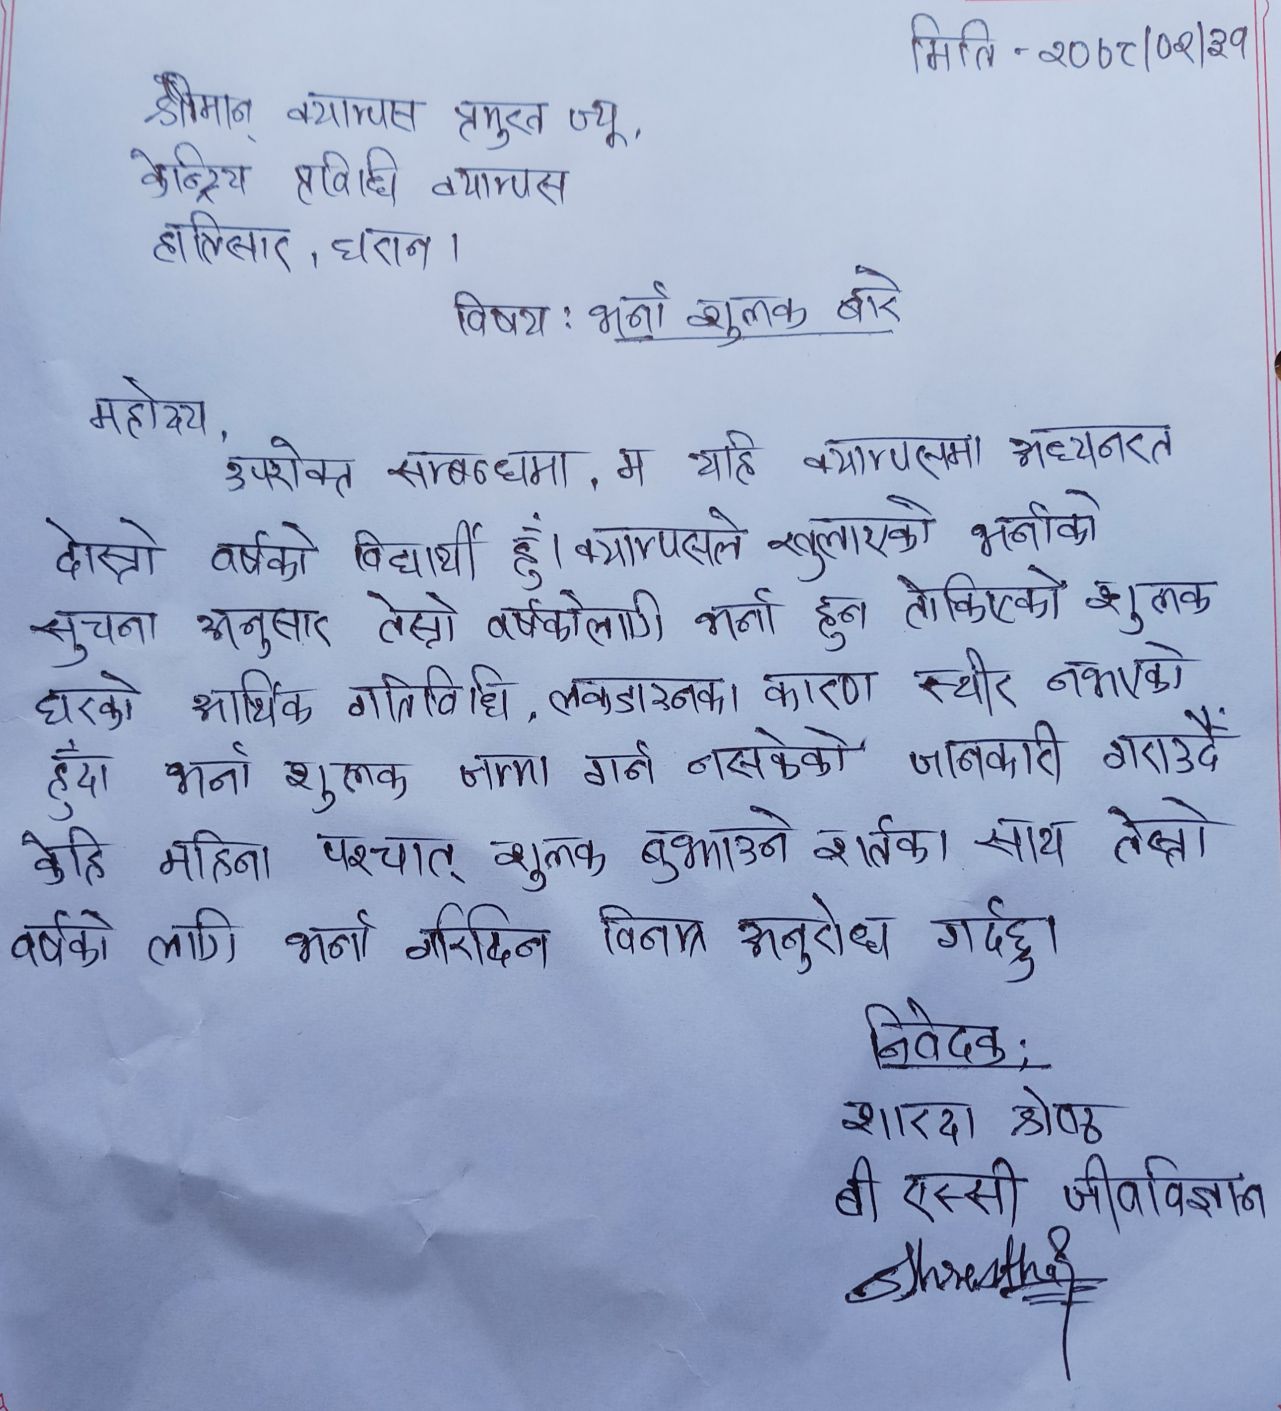 मिति - २०७८/०२/३१
श्रीमान् क्याम्पस प्रमुख ज्यू,
केन्द्रिय प्रविधि क्याम्पस
हात्तिसार, धरान।
विषय: भर्ना शुल्क बारे
महोदय,
उपरोक्त सम्बन्धमा, म यहि क्याम्पसमा अध्यनरत
दोस्रो वर्षको विद्यार्थी हुँ। क्याम्पसले खुलाएको भर्नाको
सुचना अनुसार तेस्रो वर्षकोलागि भर्ना हुन तोकिएको शुल्क
घरको आर्थिक गतिविधि, लकडाउनका कारण स्थीर नभएको
हुँदा भर्ना शुल्क जम्मा गर्न नसकेको जानकारी गराउदैं
केहि महिना पश्चात् शुल्क बुझाउने शर्तका साथ तेस्रो
वर्षको लागि भर्ना गरिदिन विनम्र अनुरोध गर्दछु।
निवेदक:
शारदा श्रेष्ठ
बी एस्सी जीवविज्ञान
Shrestha